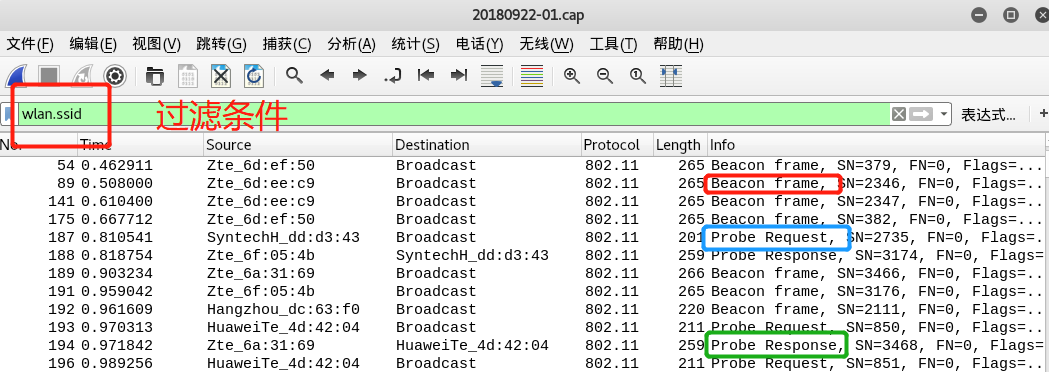 20180922-01.cap
文件(F) 编辑(E) 视图(V) 跳转(G) 捕获(C) 分析(A) 统计(S) 电话(Y) 无线(W) 工具(T) 帮助(H)
wlan.ssid 过滤条件 表达式… +
No. Time Source Destination Protocol Length Info
54 0.462911 Zte_6d:ef:50 Broadcast 802.11 265 Beacon frame, SN=379, FN=0, Flags=...
89 0.508000 Zte_6d:ee:c9 Broadcast 802.11 265 Beacon frame, SN=2346, FN=0, Flags=..
141 0.610400 Zte_6d:ee:c9 Broadcast 802.11 265 Beacon frame, SN=2347, FN=0, Flags=..
175 0.667712 Zte_6d:ef:50 Broadcast 802.11 265 Beacon frame, SN=382, FN=0, Flags=...
187 0.810541 SyntechH_dd:d3:43 Broadcast 802.11 201 Probe Request, SN=2735, FN=0, Flags=..
188 0.818754 Zte_6f:05:4b SyntechH_dd:d3:43 802.11 259 Probe Response, SN=3174, FN=0, Flags=
189 0.903234 Zte_6a:31:69 Broadcast 802.11 266 Beacon frame, SN=3466, FN=0, Flags=..
191 0.959042 Zte_6f:05:4b Broadcast 802.11 265 Beacon frame, SN=3176, FN=0, Flags=..
192 0.961609 Hangzhou_dc:63:f0 Broadcast 802.11 220 Beacon frame, SN=2111, FN=0, Flags=..
193 0.970313 HuaweiTe_4d:42:04 Broadcast 802.11 211 Probe Request, SN=850, FN=0, Flags=..
194 0.971842 Zte_6a:31:69 HuaweiTe_4d:42:04 802.11 259 Probe Response, SN=3468, FN=0, Flags=
196 0.989256 HuaweiTe_4d:42:04 Broadcast 802.11 211 Probe Request, SN=851, FN=0, Flags=..